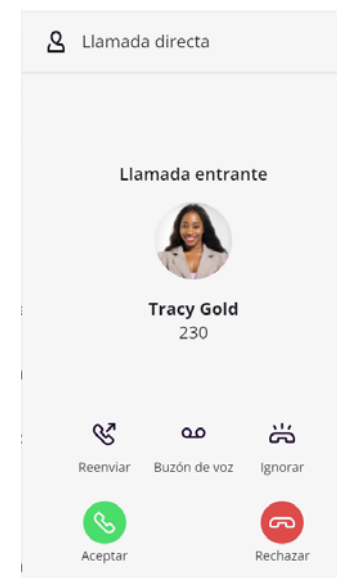 Llamada directa
Llamada entrante
Tracy Gold
230
Reenviar Buzón de voz Ignorar
Aceptar Rechazar